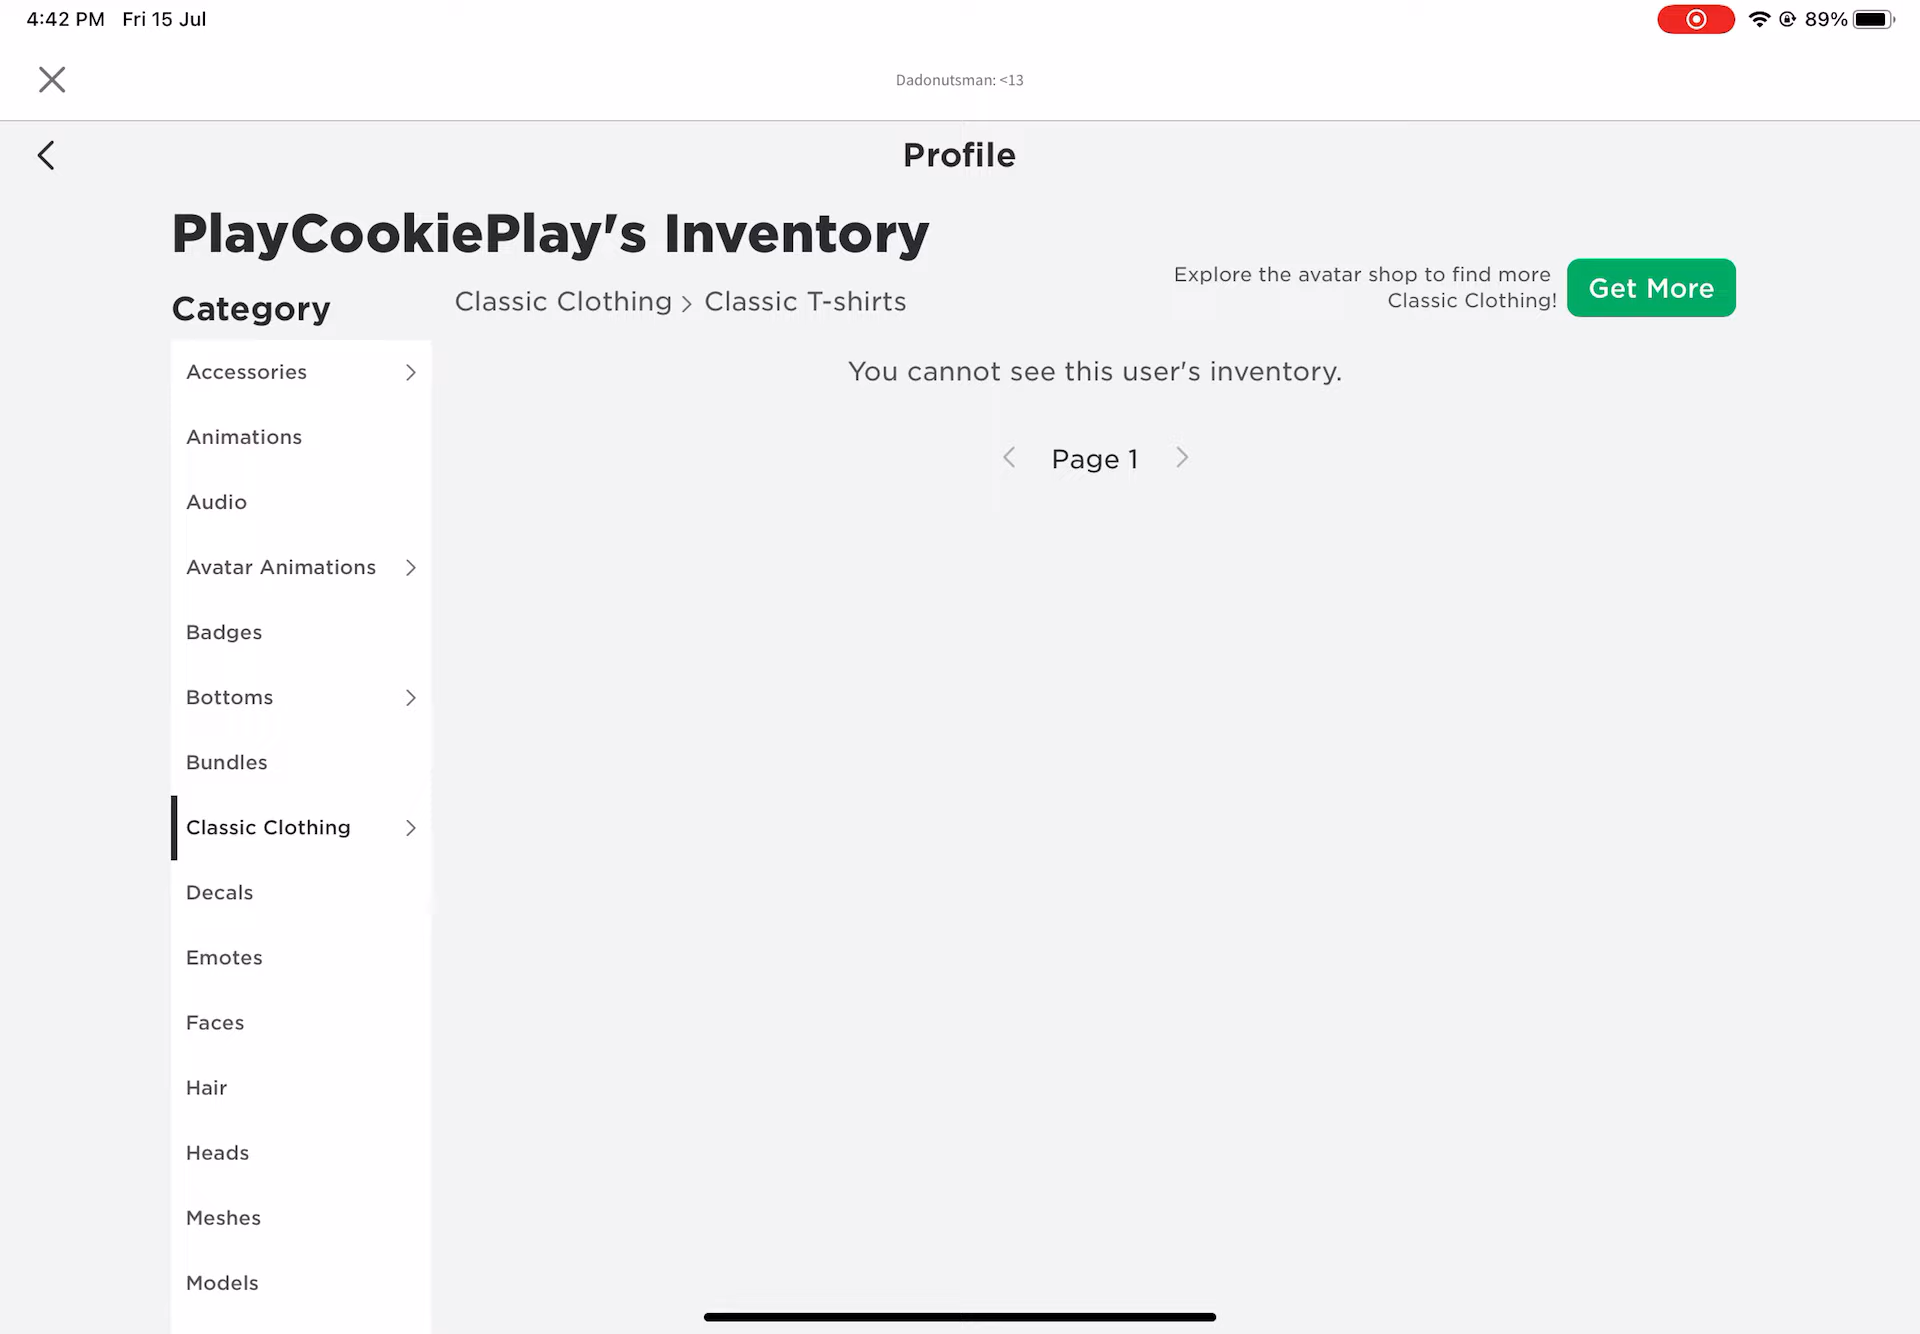 4:42 PM Fri 15 Jul
89%
Dadonutsman: <13
Profile
PlayCookiePlay's Inventory
Category
Classic Clothing > Classic T-shirts
Explore the avatar shop to find more
Classic Clothing!
Get More
Accessories
Animations
Audio
Avatar Animations
Badges
Bottoms
Bundles
Classic Clothing
Decals
Emotes
Faces
Hair
Heads
Meshes
Models
You cannot see this user's inventory.
Page 1